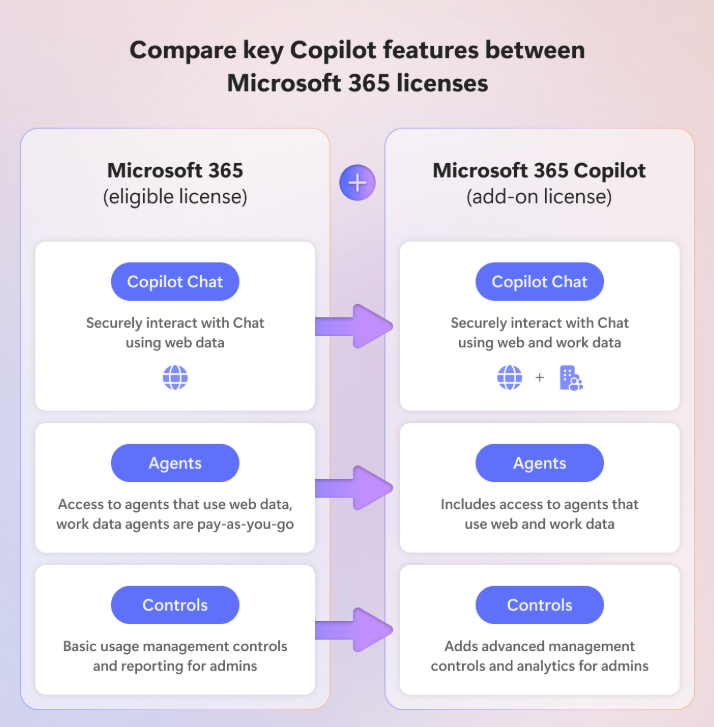 Compare key Copilot features between
Microsoft 365 licenses
Microsoft 365
(eligible license)
+
Microsoft 365 Copilot
(add-on license)
Copilot Chat
Securely interact with Chat
using web data
Copilot Chat
Securely interact with Chat
using web and work data
+
Agents
Access to agents that use web data,
work data agents are pay-as-you-go
Agents
Includes access to agents that
use web and work data
Controls
Basic usage management controls
and reporting for admins
Controls
Adds advanced management
controls and analytics for admins